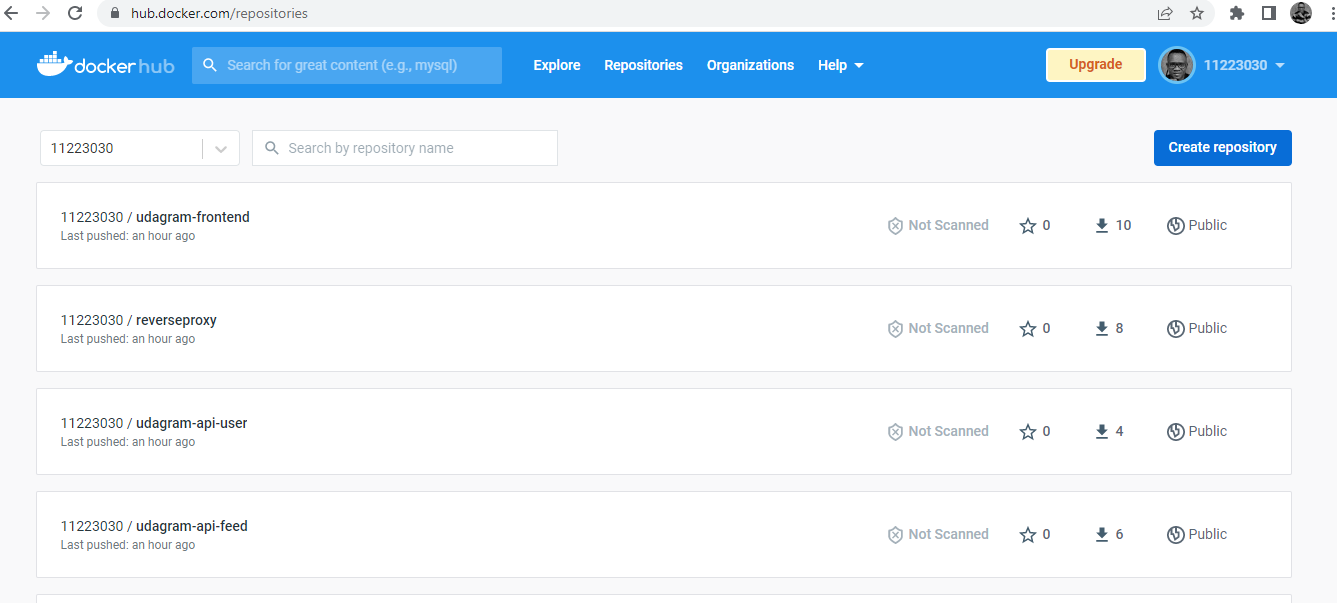 hub.docker.com/repositories
docker hub
Search for great content (e.g., mysql)
Explore
Repositories
Organizations
Help
Upgrade
11223030
11223030
Search by repository name
Create repository
11223030 / udagram-frontend
Last pushed: an hour ago
Not Scanned
0
10
Public
11223030 / reverseproxy
Last pushed: an hour ago
Not Scanned
0
8
Public
11223030 / udagram-api-user
Last pushed: an hour ago
Not Scanned
0
4
Public
11223030 / udagram-api-feed
Last pushed: an hour ago
Not Scanned
0
6
Public